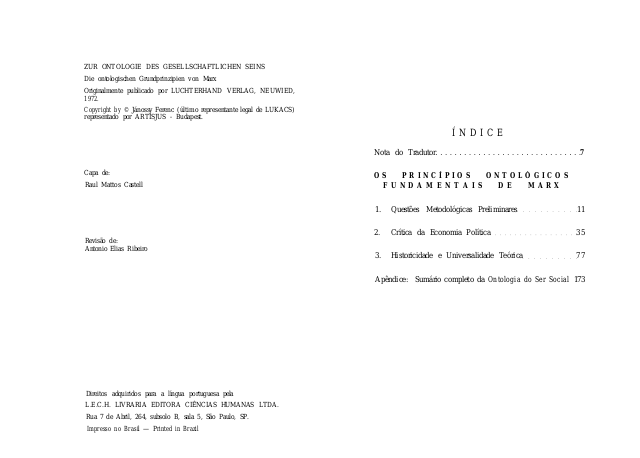 ZUR ONTOLOGIE DES GESELLSCHAFTLICHEN SEINS
Die ontologischen Grundprinzipien von Marx
Originalmente publicado por LUCHTERHAND VERLAG, NEUWIED,
1972.
Copyright by © Jánossy Ferenc (último representante legal de LUKACS)
representado por ARTISJUS - Budapest.
Capa de:
Raul Mattos Castell
Revisão de:
Antonio Elias Ribeiro
Direitos adquiridos para a língua portuguesa pela
L.E.C.H. LIVRARIA EDITORA CIÊNCIAS HUMANAS LTDA.
Rua 7 de Abril, 264, subsolo B, sala 5, São Paulo, SP.
Impresso no Brasil — Printed in Brazil
ÍNDICE
Nota do Tradutor. . . . . . . . . . . . . . . . . . . . . . . . . . . . . 7
OS PRINCÍPIOS ONTOLÓGICOS
FUNDAMENTAIS DE MARX
1. Questões Metodológicas Preliminares . . . . . . . . . . 11
2. Crítica da Economia Política . . . . . . . . . . . . . . . 35
3. Historicidade e Universalidade Teórica . . . . . . . . 77
Apêndice: Sumário completo da Ontologia do Ser Social 173